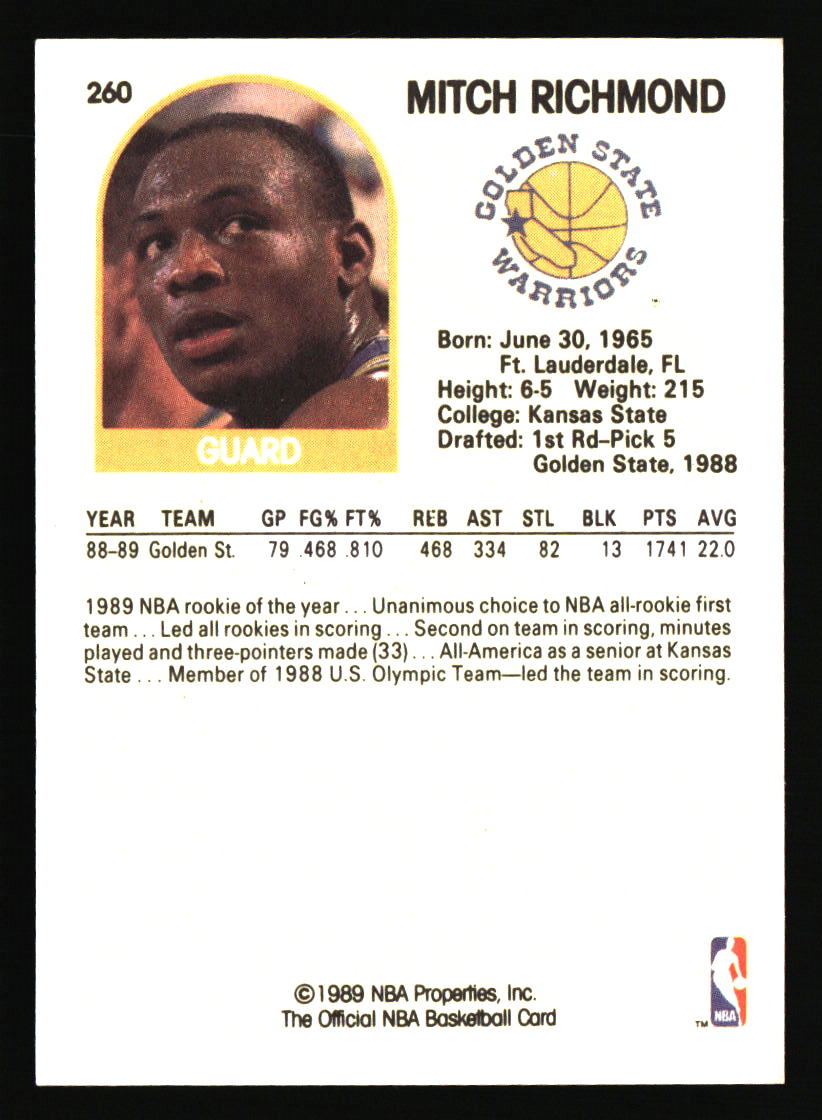 260
MITCH RICHMOND
GOLDEN STATE
WARRIORS
Born: June 30, 1965
Ft. Lauderdale, FL
Height: 6-5 Weight: 215
College: Kansas State
Drafted: 1st Rd–Pick 5
Golden State, 1988
GUARD
YEAR TEAM GP FG% FT% REB AST STL BLK PTS AVG
88–89 Golden St. 79 .468 .810 468 334 82 13 1741 22.0
1989 NBA rookie of the year . . . Unanimous choice to NBA all-rookie first
team . . . Led all rookies in scoring . . . Second on team in scoring, minutes
played and three-pointers made (33) . . . All-America as a senior at Kansas
State . . . Member of 1988 U.S. Olympic Team—led the team in scoring.
©1989 NBA Properties, Inc.
The Official NBA Basketball Card
TM NBA